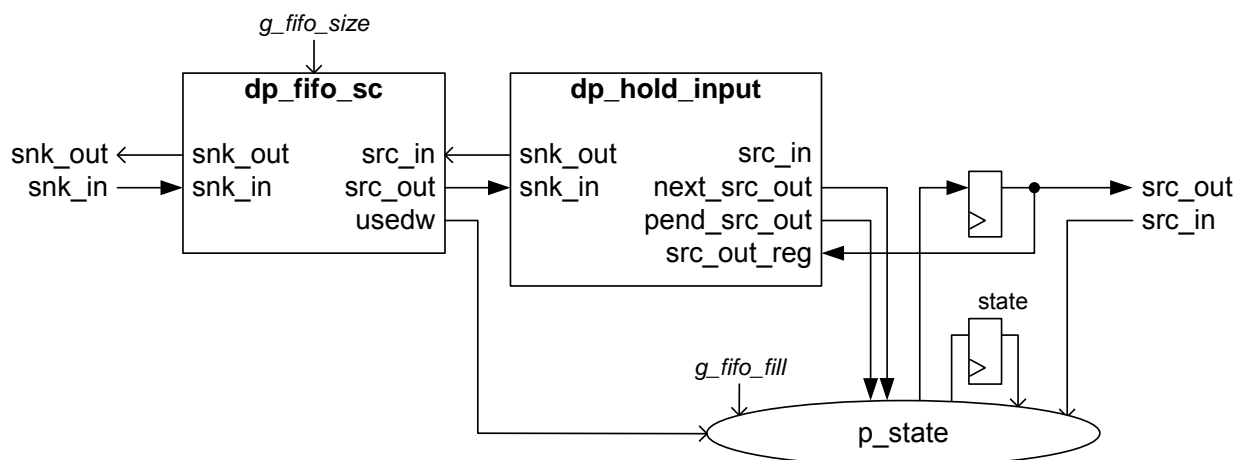 g_fifo_size
dp_fifo_sc
dp_hold_input
snk_out
snk_out
src_in
snk_out
src_in
snk_in
snk_in
src_out
snk_in
next_src_out
src_out
usedw
pend_src_out
src_in
src_out_reg
state
g_fifo_fill
p_state